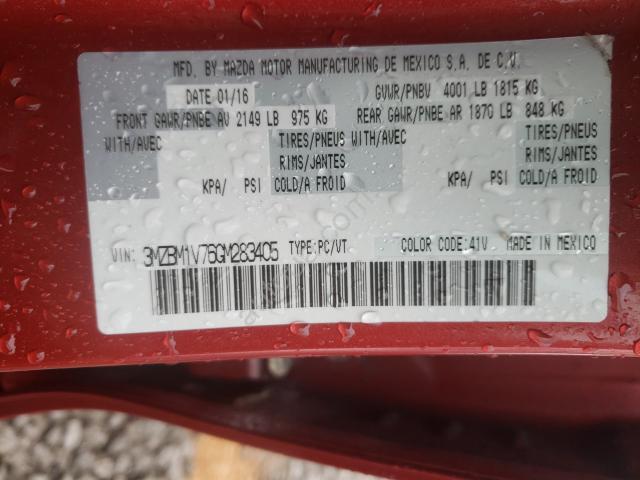 MFD. BY MAZDA MOTOR MANUFACTURING DE MEXICO S.A. DE C.V.
DATE 01/16 GVWR/PNBV 4001 LB 1815 KG
FRONT GAWR/PNBE AV 2149 LB 975 KG REAR GAWR/PNBE AR 1870 LB 848 KG
WITH/AVEC TIRES/PNEUS WITH/AVEC TIRES/PNEUS
RIMS/JANTES RIMS/JANTES
KPA/ PSI COLD/A FROID KPA/ PSI COLD/A FROID
VIN: 3MZBM1V76GM283405 TYPE:PC/VT COLOR CODE:41V MADE IN MEXICO